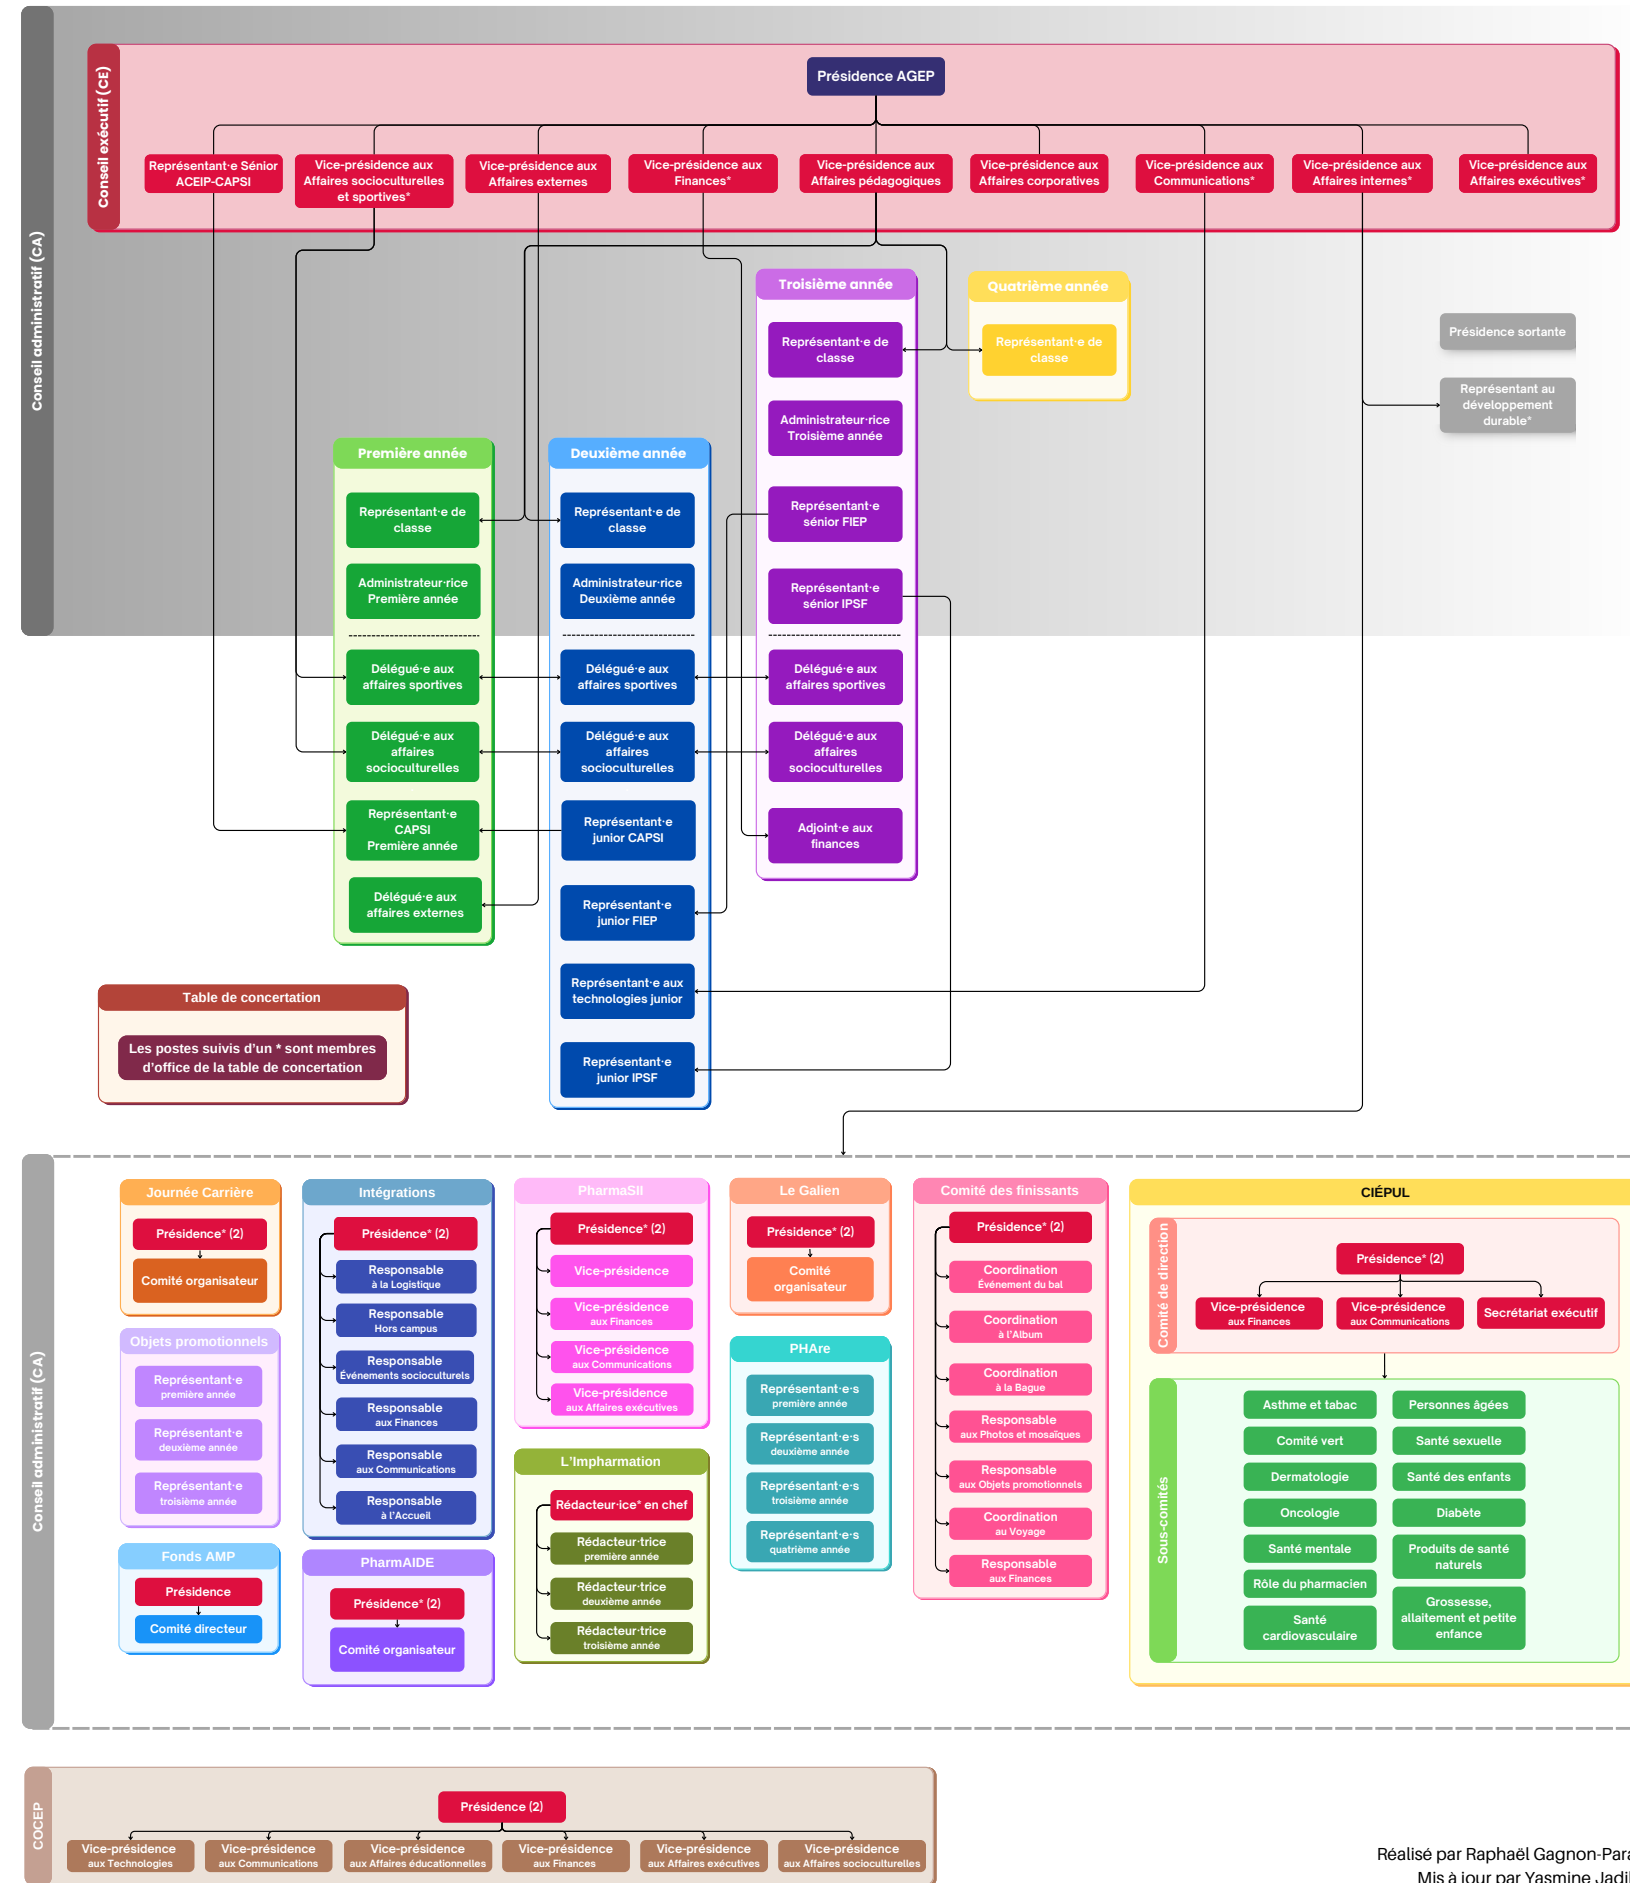 Conseil administratif (CA)
Conseil exécutif (CE)
Présidence AGEP
Représentant·e Sénior
ACEIP-CAPSI
Vice-présidence aux
Affaires socioculturelles
et sportives*
Vice-présidence aux
Affaires externes
Vice-présidence aux
Finances*
Vice-présidence aux
Affaires pédagogiques
Vice-présidence aux
Affaires corporatives
Vice-présidence aux
Communications*
Vice-présidence aux
Affaires internes*
Vice-présidence aux
Affaires exécutives*
Première année
Représentant·e de
classe
Administrateur·rice
Première année
Délégué·e aux
affaires sportives
Délégué·e aux
affaires
socioculturelles
Représentant·e
CAPSI
Première année
Délégué·e aux
affaires externes
Deuxième année
Représentant·e de
classe
Administrateur·rice
Deuxième année
Délégué·e aux
affaires sportives
Délégué·e aux
affaires
socioculturelles
Représentant·e
junior CAPSI
Représentant·e
junior FIEP
Représentant·e aux
technologies junior
Représentant·e
junior IPSF
Troisième année
Représentant·e de
classe
Administrateur·rice
Troisième année
Représentant·e
sénior FIEP
Représentant·e
sénior IPSF
Délégué·e aux
affaires sportives
Délégué·e aux
affaires
socioculturelles
Adjoint·e aux
finances
Quatrième année
Représentant·e de
classe
Présidence sortante
Représentant au
développement
durable*
Table de concertation
Les postes suivis d'un * sont membres
d'office de la table de concertation
Conseil administratif (CA)
Journée Carrière
Présidence* (2)
Comité organisateur
Objets promotionnels
Représentant·e
première année
Représentant·e
deuxième année
Représentant·e
troisième année
Fonds AMP
Présidence
Comité directeur
Intégrations
Présidence* (2)
Responsable
à la Logistique
Responsable
Hors campus
Responsable
Événements socioculturels
Responsable
aux Finances
Responsable
aux Communications
Responsable
à l'Accueil
PharmAIDE
Présidence* (2)
Comité organisateur
PharmaSII
Présidence* (2)
Vice-présidence
Vice-présidence
aux Finances
Vice-présidence
aux Communications
Vice-présidence
aux Affaires exécutives
L'Impharmation
Rédacteur·ice* en chef
Rédacteur·trice
première année
Rédacteur·trice
deuxième année
Rédacteur·trice
troisième année
Le Galien
Présidence* (2)
Comité
organisateur
PHAre
Représentant·e·s
première année
Représentant·e·s
deuxième année
Représentant·e·s
troisième année
Représentant·e·s
quatrième année
Comité des finissants
Présidence* (2)
Coordination
Événement du bal
Coordination
à l'Album
Coordination
à la Bague
Responsable
aux Photos et mosaïques
Responsable
aux Objets promotionnels
Coordination
au Voyage
Responsable
aux Finances
CIÉPUL
Comité de direction
Présidence* (2)
Vice-présidence
aux Finances
Vice-présidence
aux Communications
Secrétariat exécutif
Sous-comités
Asthme et tabac
Comité vert
Dermatologie
Oncologie
Santé mentale
Rôle du pharmacien
Santé
cardiovasculaire
Personnes âgées
Santé sexuelle
Santé des enfants
Diabète
Produits de santé
naturels
Grossesse,
allaitement et petite
enfance
COCEP
Présidence (2)
Vice-présidence
aux Technologies
Vice-présidence
aux Communications
Vice-présidence
aux Affaires éducationnelles
Vice-présidence
aux Finances
Vice-présidence
aux Affaires exécutives
Vice-présidence
aux Affaires socioculturelles
Réalisé par Raphaël
Mis à jour par Yasmine